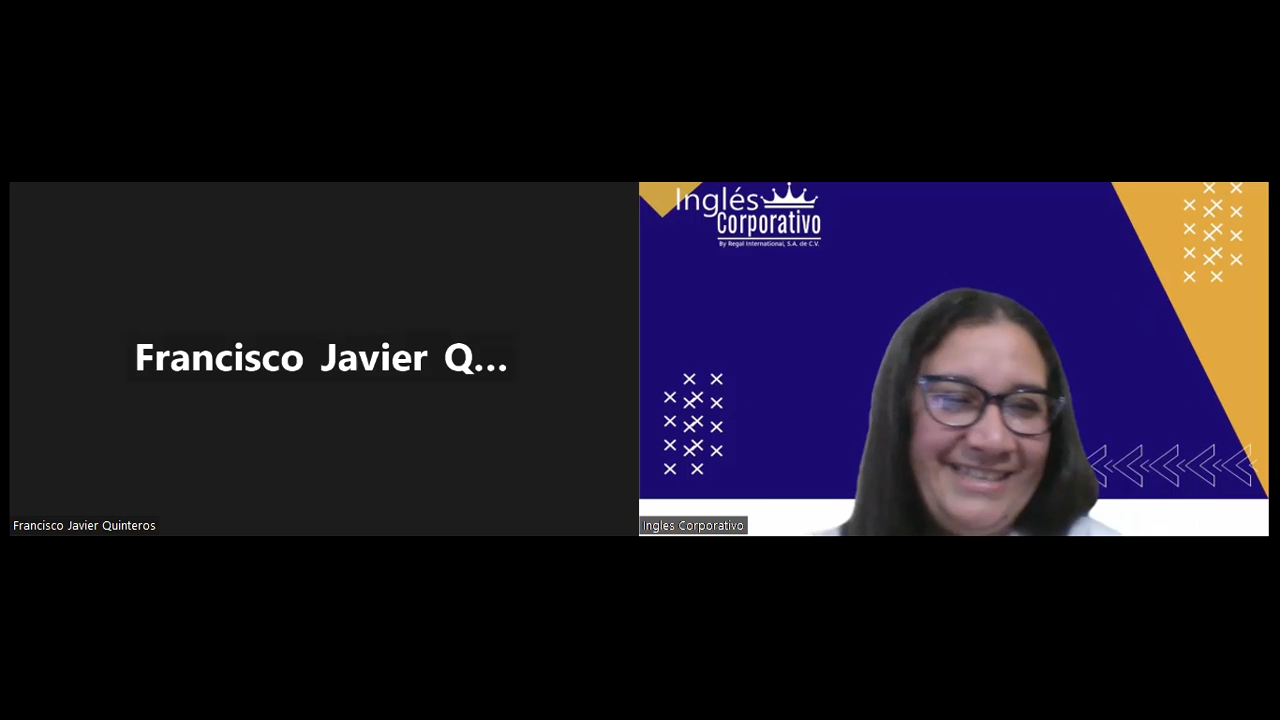 Francisco Javier Q...
Francisco Javier Quinteros
Inglés
Corporativo
By Regal International, S.A. de C.V.
Ingles Corporativo